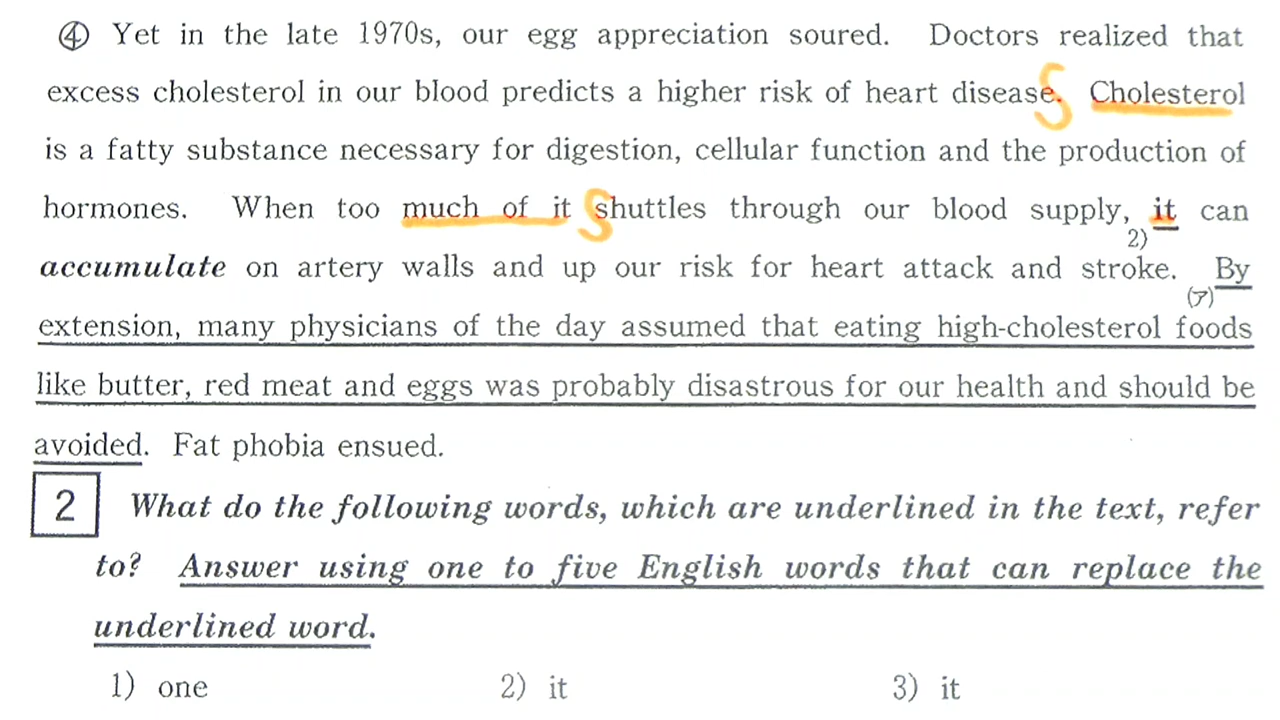 ④ Yet in the late 1970s, our egg appreciation soured. Doctors realized that
excess cholesterol in our blood predicts a higher risk of heart disease. Cholesterol
is a fatty substance necessary for digestion, cellular function and the production of
hormones. When too much of it shuttles through our blood supply, it can
2)
accumulate on artery walls and up our risk for heart attack and stroke. By
(ア)
extension, many physicians of the day assumed that eating high-cholesterol foods
like butter, red meat and eggs was probably disastrous for our health and should be
avoided. Fat phobia ensued.
2 What do the following words, which are underlined in the text, refer
to? Answer using one to five English words that can replace the
underlined word.
1) one 2) it 3) it